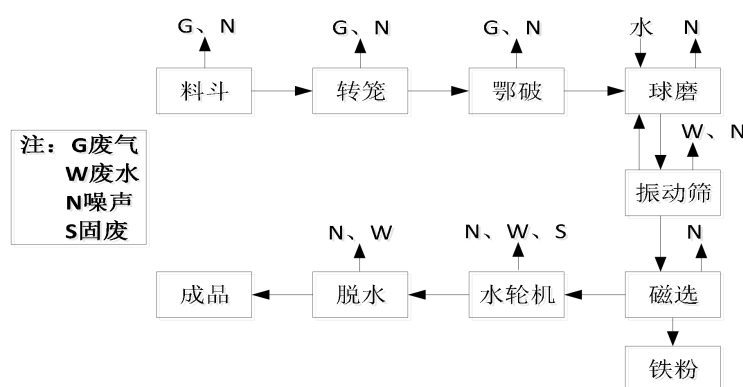 G、N
G、N
G、N
水
N
料斗
转笼
鄂破
球磨
W、N
注：G废气
W废水
N噪声
S固废
振动筛
N、W
N、W、S
N
成品
脱水
水轮机
磁选
铁粉